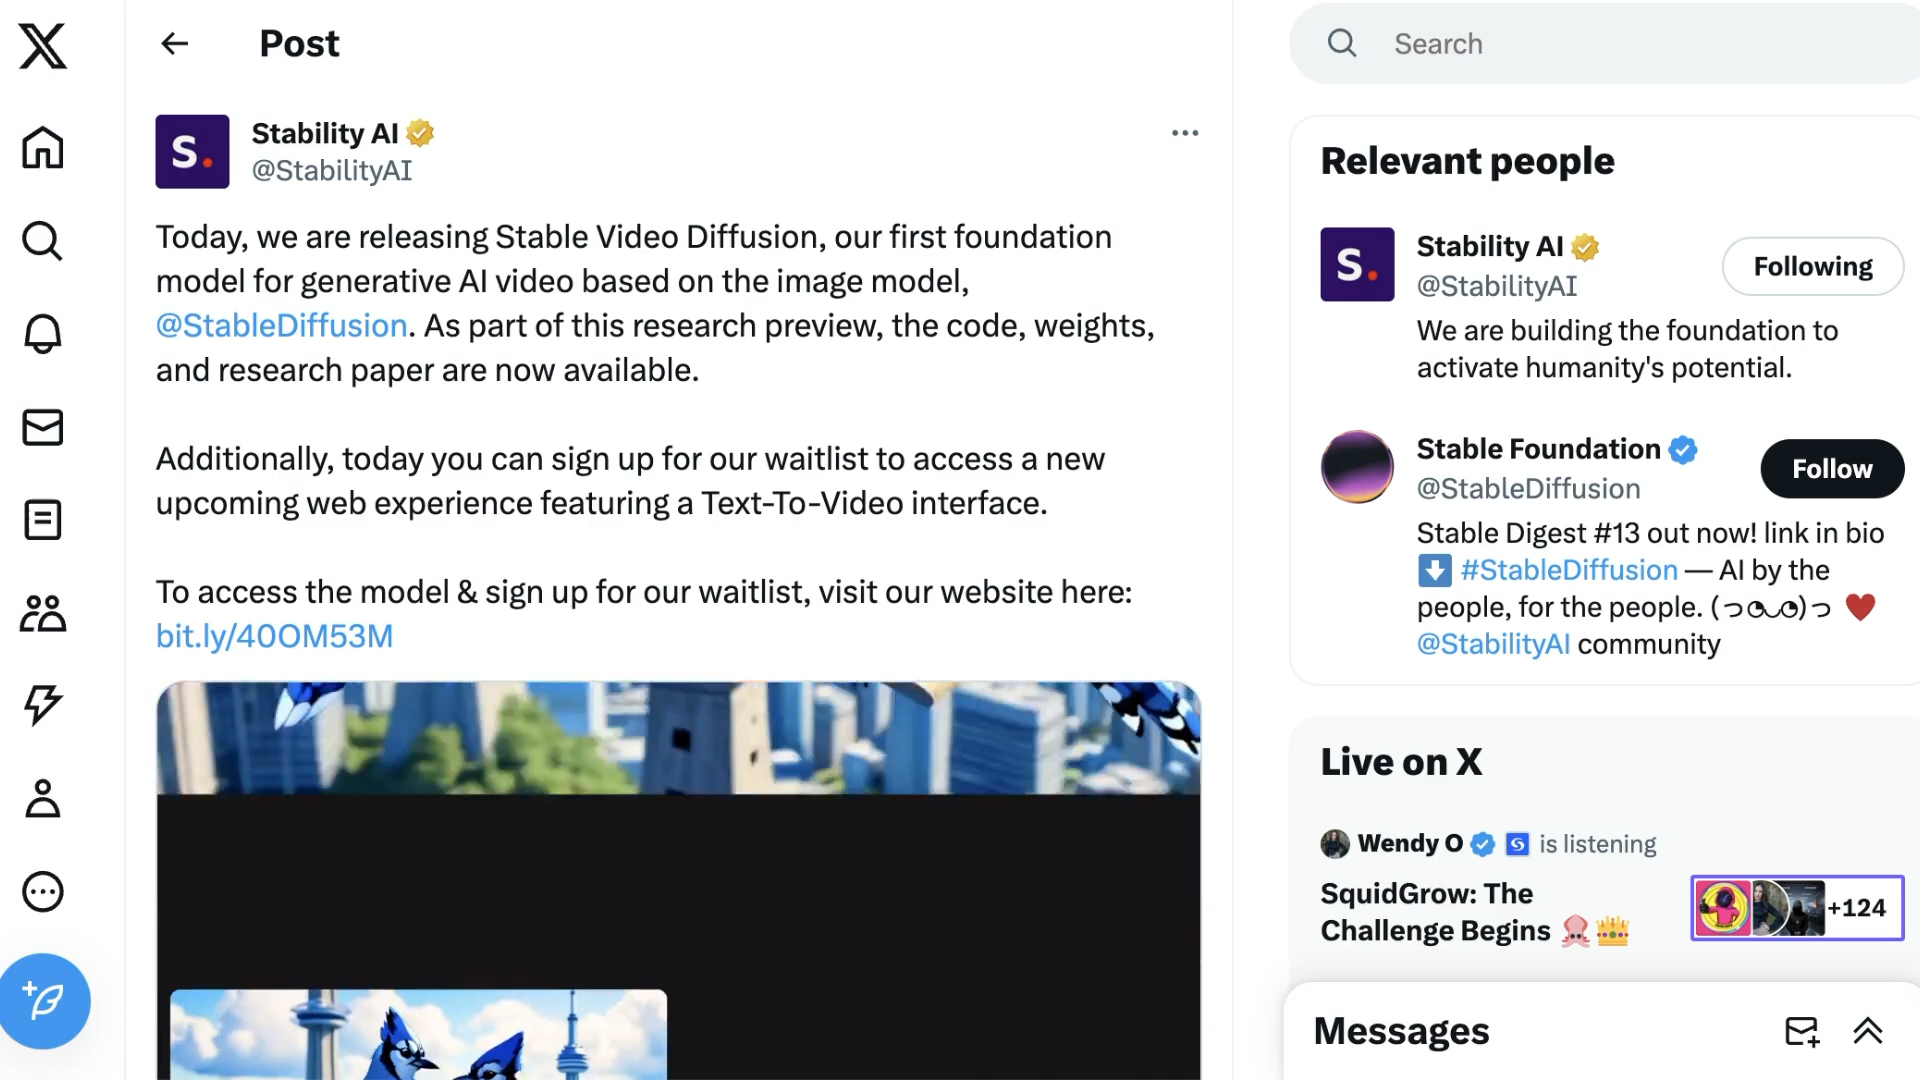 Post
S.
Stability AI
@StabilityAI
Today, we are releasing Stable Video Diffusion, our first foundation
model for generative AI video based on the image model,
@StableDiffusion. As part of this research preview, the code, weights,
and research paper are now available.
Additionally, today you can sign up for our waitlist to access a new
upcoming web experience featuring a Text-To-Video interface.
To access the model & sign up for our waitlist, visit our website here:
bit.ly/40OM53M
Search
Relevant people
S.
Stability AI
@StabilityAI
Following
We are building the foundation to
activate humanity's potential.
Stable Foundation
@StableDiffusion
Follow
Stable Digest #13 out now! link in bio
⬇️ #StableDiffusion — AI by the
people, for the people. (っ◔◡◔)っ ❤️
@StabilityAI community
Live on X
Wendy O is listening
SquidGrow: The
Challenge Begins 🦑👑
+124
Messages